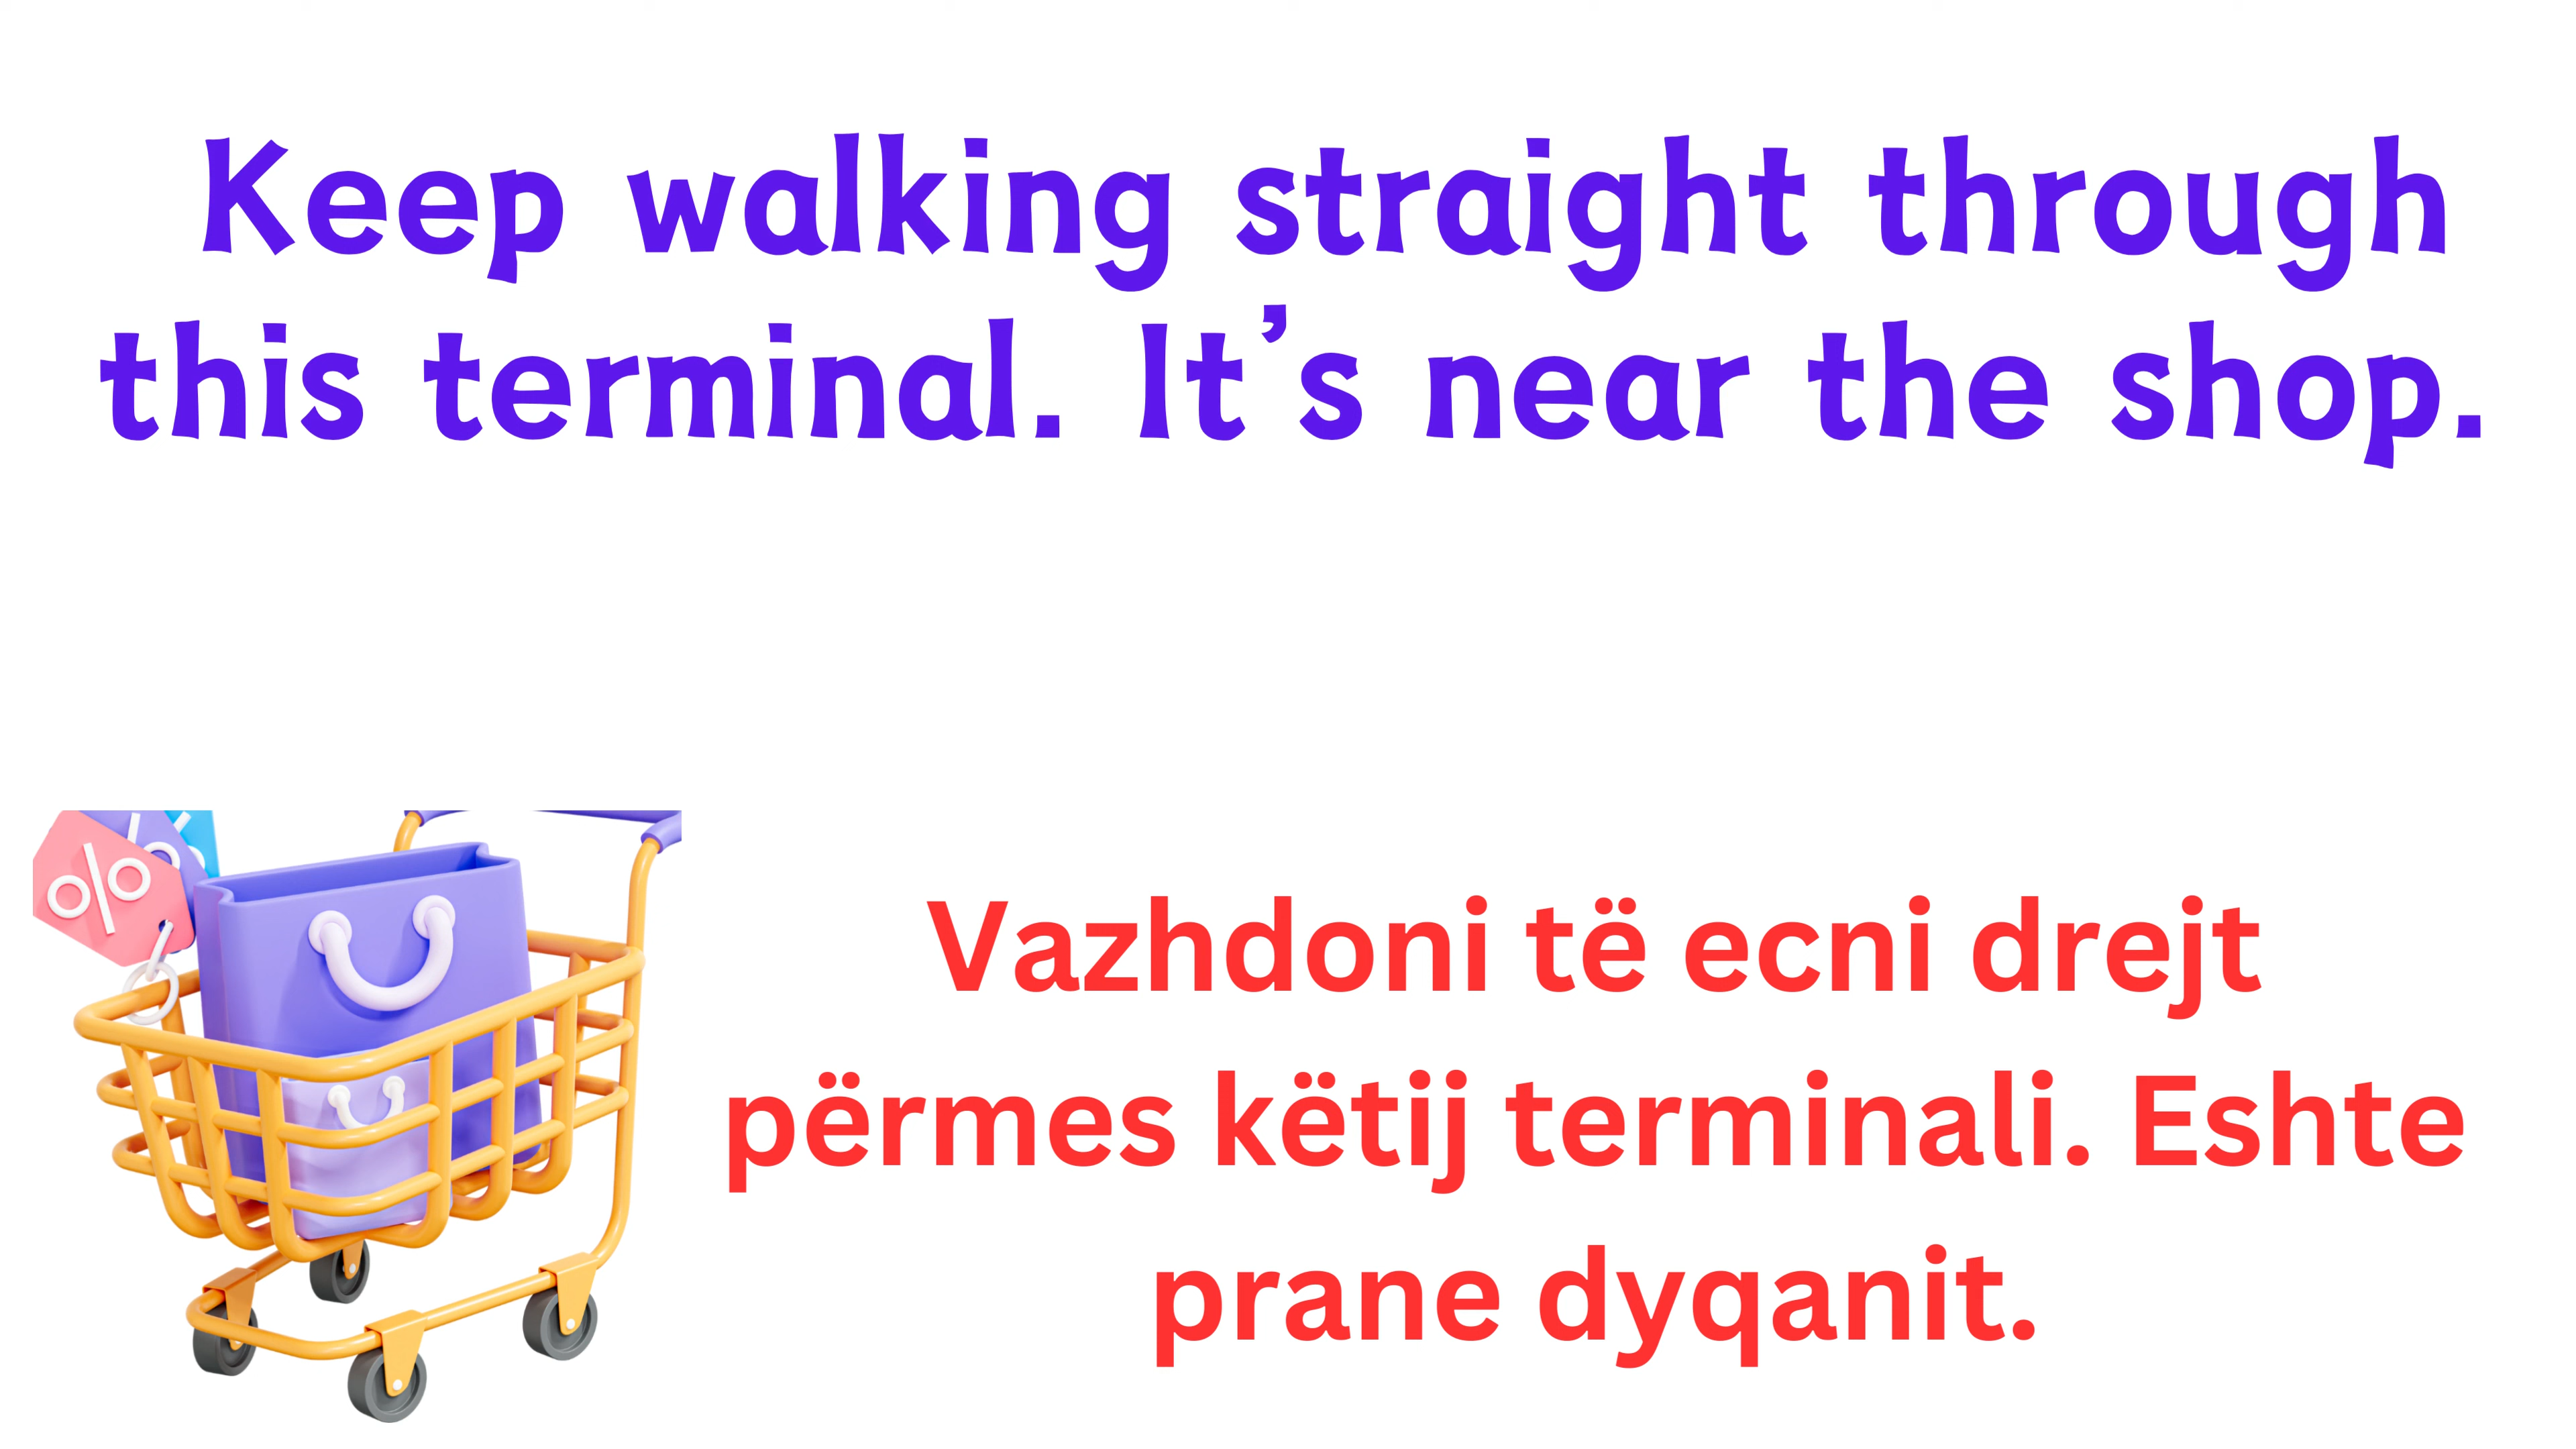 Keep walking straight through
this terminal. It’s near the shop.
%
%
Vazhdoni të ecni drejt
përmes këtij terminali. Eshte
prane dyqanit.